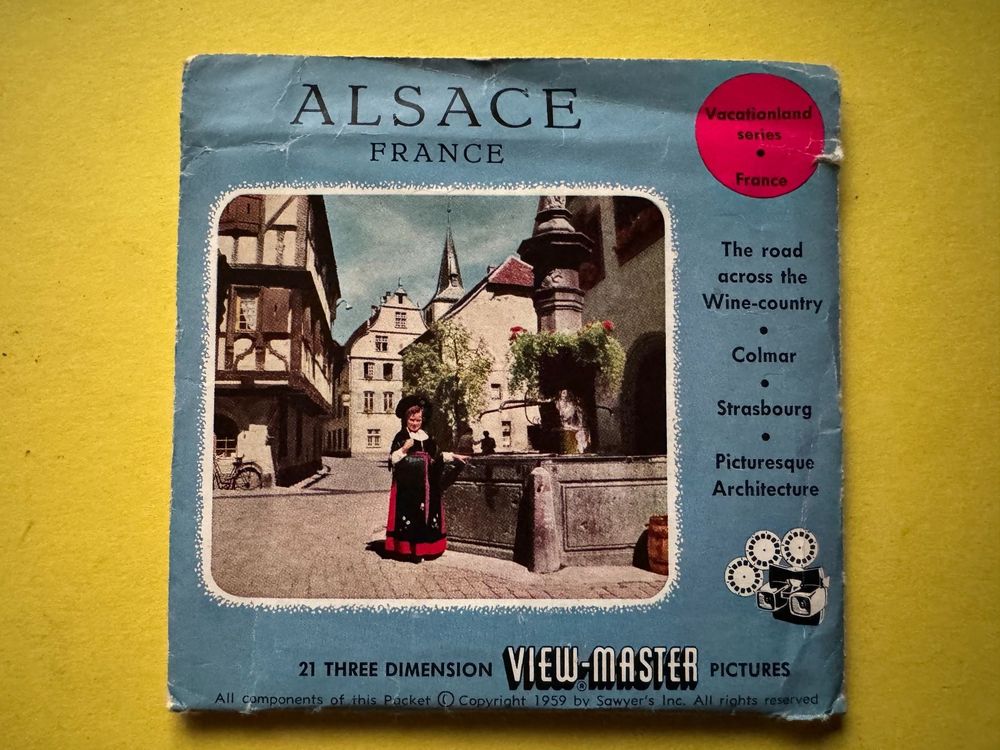 ALSACE
FRANCE
Vacationland
series
•
France
The road
across the
Wine-country
•
Colmar
•
Strasbourg
•
Picturesque
Architecture
21 THREE DIMENSION VIEW-MASTER® PICTURES
All components of this Packet © Copyright 1959 by Sawyer's Inc. All rights reserved